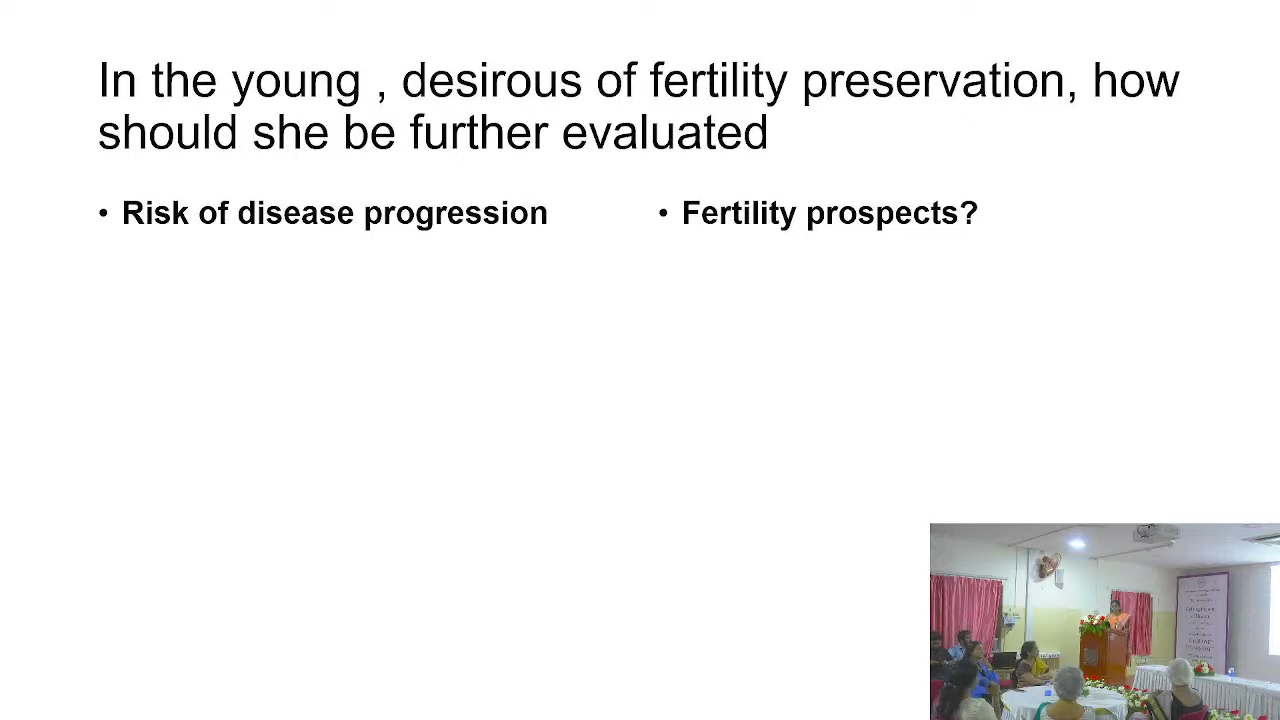 In the young , desirous of fertility preservation, how
should she be further evaluated
• Risk of disease progression
• Fertility prospects?